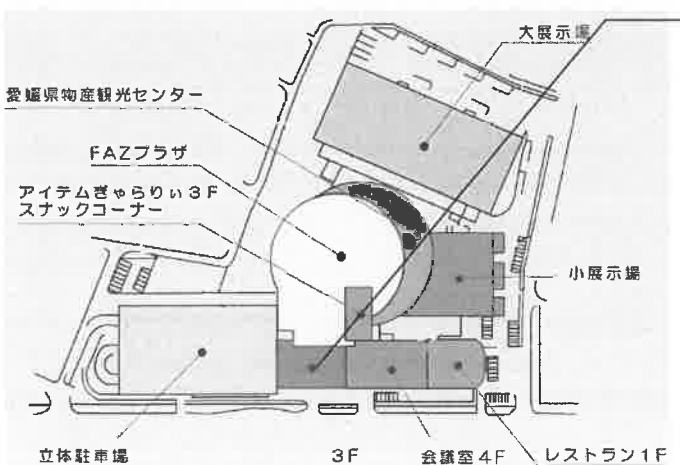 大展示場
愛媛県物産観光センター
FAZプラザ
アイテムぎゃらりぃ3F
スナックコーナー
小展示場
立体駐車場
3F
会議室4F
レストラン1F